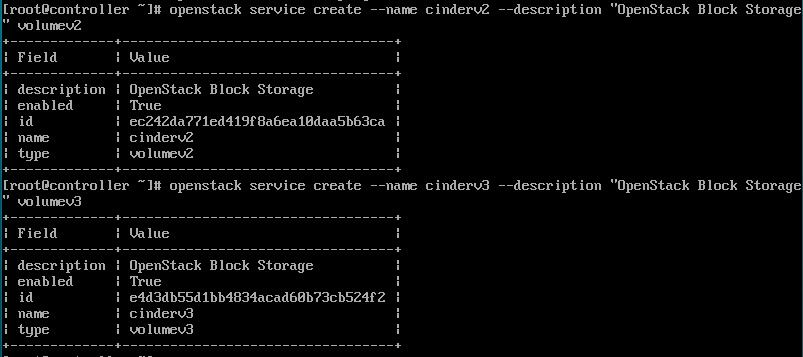 [root@controller ~]# openstack service create --name cinderv2 --description "OpenStack Block Storage
" volumev2
+-------------+----------------------------------+
| Field       | Value                            |
+-------------+----------------------------------+
| description | OpenStack Block Storage          |
| enabled     | True                             |
| id          | ec242da771ed419f8a6ea10daa5b63ca |
| name        | cinderv2                         |
| type        | volumev2                         |
+-------------+----------------------------------+
[root@controller ~]# openstack service create --name cinderv3 --description "OpenStack Block Storage
" volumev3
+-------------+----------------------------------+
| Field       | Value                            |
+-------------+----------------------------------+
| description | OpenStack Block Storage          |
| enabled     | True                             |
| id          | e4d3db55d1bb4834acad60b73cb524f2 |
| name        | cinderv3                         |
| type        | volumev3                         |
+-------------+----------------------------------+